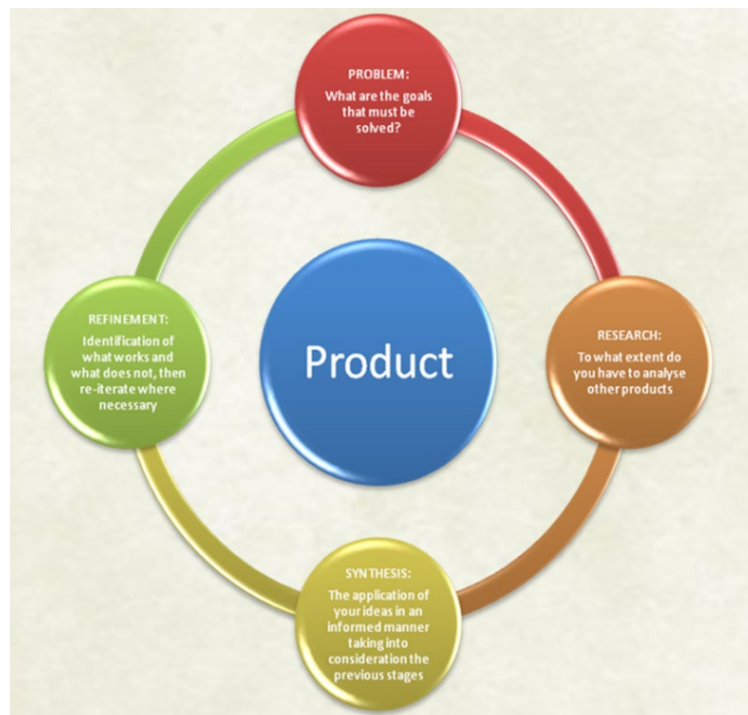 PROBLEM:
What are the goals
that must be
solved?
RESEARCH:
To what extent do
you have to analyse
other products
SYNTHESIS:
The application of
your ideas in an
informed manner
taking into
consideration the
previous stages
REFINEMENT:
Identification of
what works and
what does not, then
re-iterate where
necessary
Product